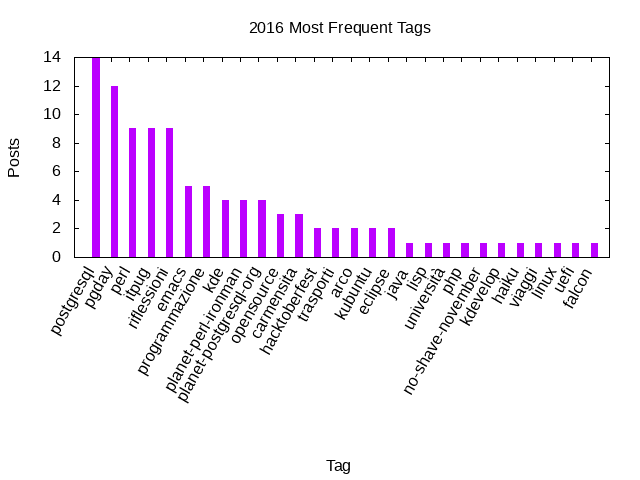 2016 Most Frequent Tags
14
12
10
8
6
4
2
0
Posts
postgresql
pgday
perl
itpug
riflessioni
emacs
programmazione
kde
planet-perl-ironman
planet-postgresql-org
opensource
carmensita
hacktoberfest
trasporti
arco
kubuntu
eclipse
java
lisp
università
php
no-shave-november
kdevelop
haiku
viaggi
linux
uefi
falcon
Tag